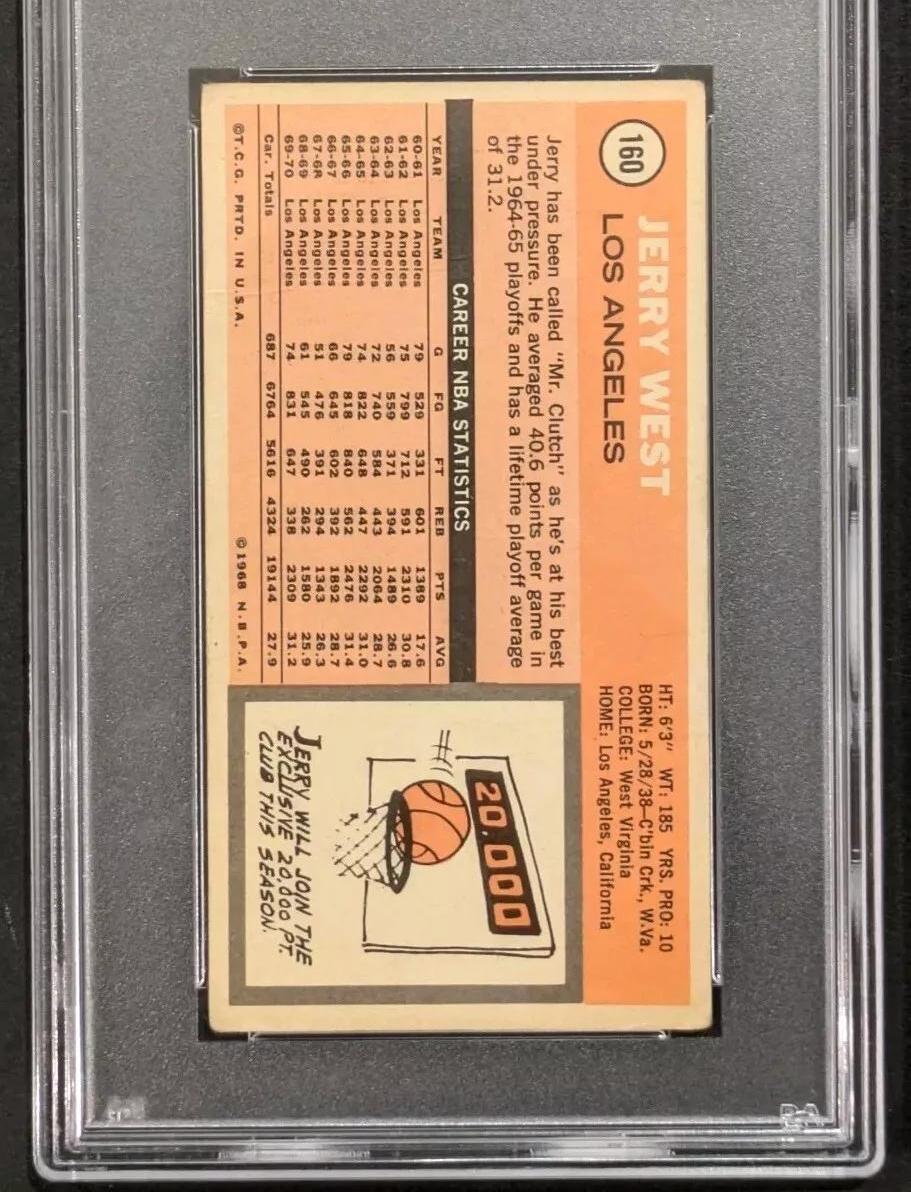 160
JERRY WEST
LOS ANGELES
HT: 6'3" WT: 185 YRS. PRO: 10
BORN: 5/28/38—C'bin Crk., W.Va.
COLLEGE: West Virginia
HOME: Los Angeles, California
Jerry has been called "Mr. Clutch" as he's at his best
under pressure. He averaged 40.6 points per game in
the 1964-65 playoffs and has a lifetime playoff average
of 31.2.
CAREER NBA STATISTICS
YEAR TEAM G FG FT REB PTS AVG
60-61 Los Angeles 79 529 331 601 1389 17.6
61-62 Los Angeles 75 799 712 591 2310 30.8
62-63 Los Angeles 56 559 371 394 1489 26.6
63-64 Los Angeles 72 740 584 443 2064 28.7
64-65 Los Angeles 74 822 648 447 2292 31.0
65-66 Los Angeles 79 818 840 562 2476 31.4
66-67 Los Angeles 66 645 602 392 1892 28.7
67-68 Los Angeles 51 476 391 294 1343 26.3
68-69 Los Angeles 61 545 490 262 1580 25.9
69-70 Los Angeles 74 831 647 338 2309 31.2
Car. Totals 687 6764 5616 4324 19144 27.9
©T.C.G. PRTD. IN U.S.A. ©1968 N.B.P.A.
20,000
JERRY WILL JOIN THE
EXCLUSIVE 20,000 PT.
CLUB THIS SEASON.